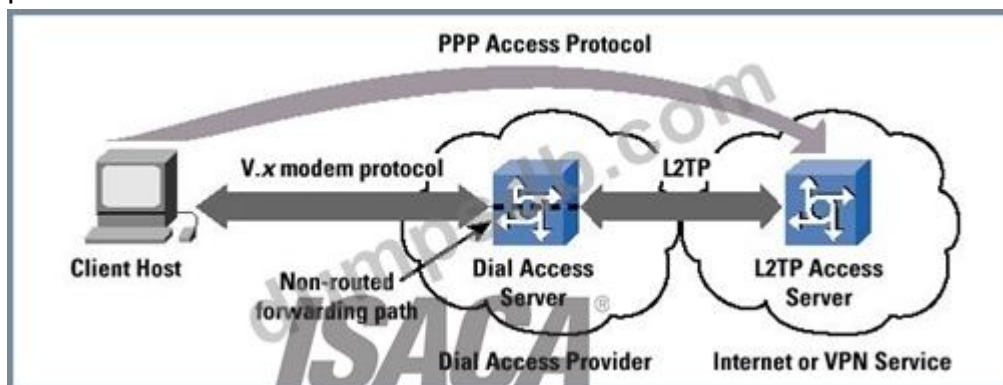 PPP Access Protocol
V.x modem protocol
L2TP
Client Host
Non-routed
forwarding path
Dial Access
Server
L2TP Access
Server
ISACA®
Dial Access Provider
Internet or VPN Service